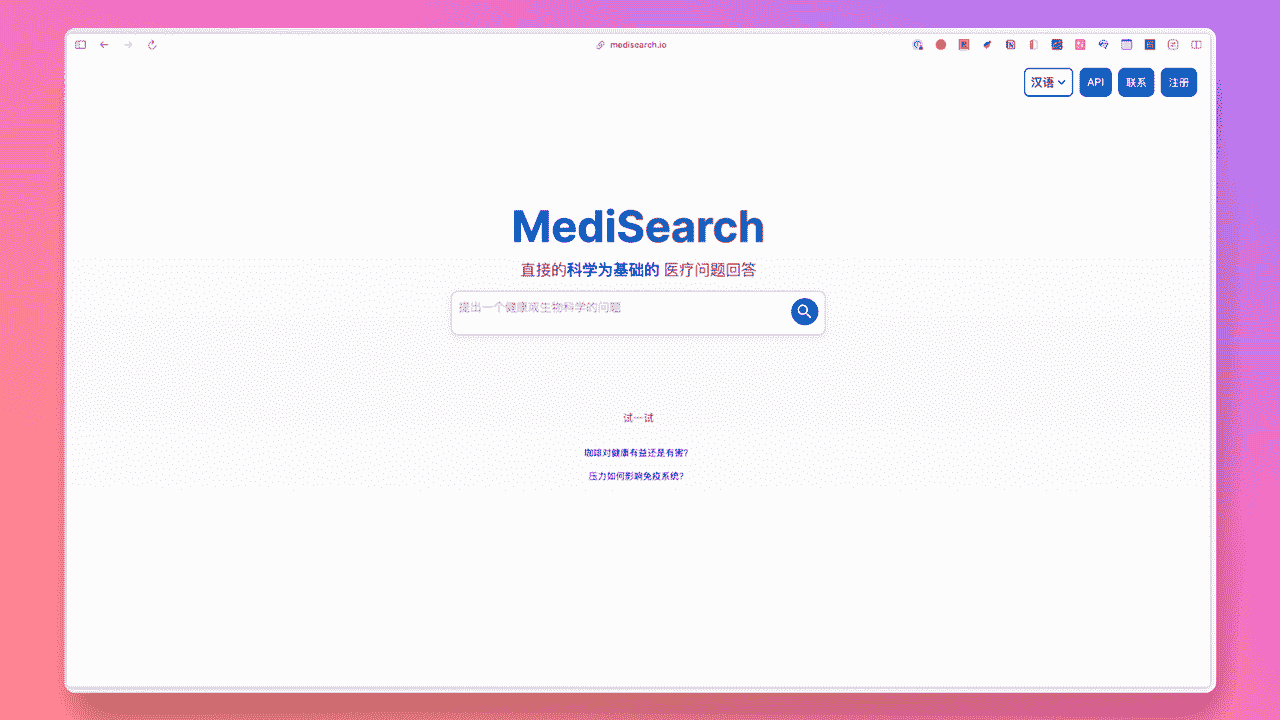 medisearch.io
汉语 API 联系 注册
MediSearch
直接的科学为基础的 医疗问题回答
提出一个健康或生物科学的问题
试一试
咖啡对健康有益还是有害?
压力如何影响免疫系统?